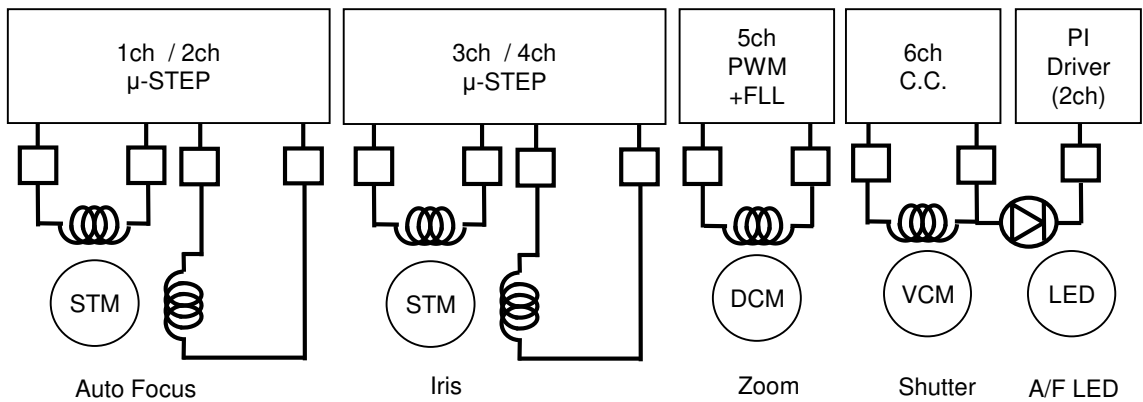 1ch / 2ch
µ-STEP
3ch / 4ch
µ-STEP
5ch
PWM
+FLL
6ch
C.C.
PI
Driver
(2ch)
STM
STM
DCM
VCM
LED
Auto Focus
Iris
Zoom
Shutter
A/F LED